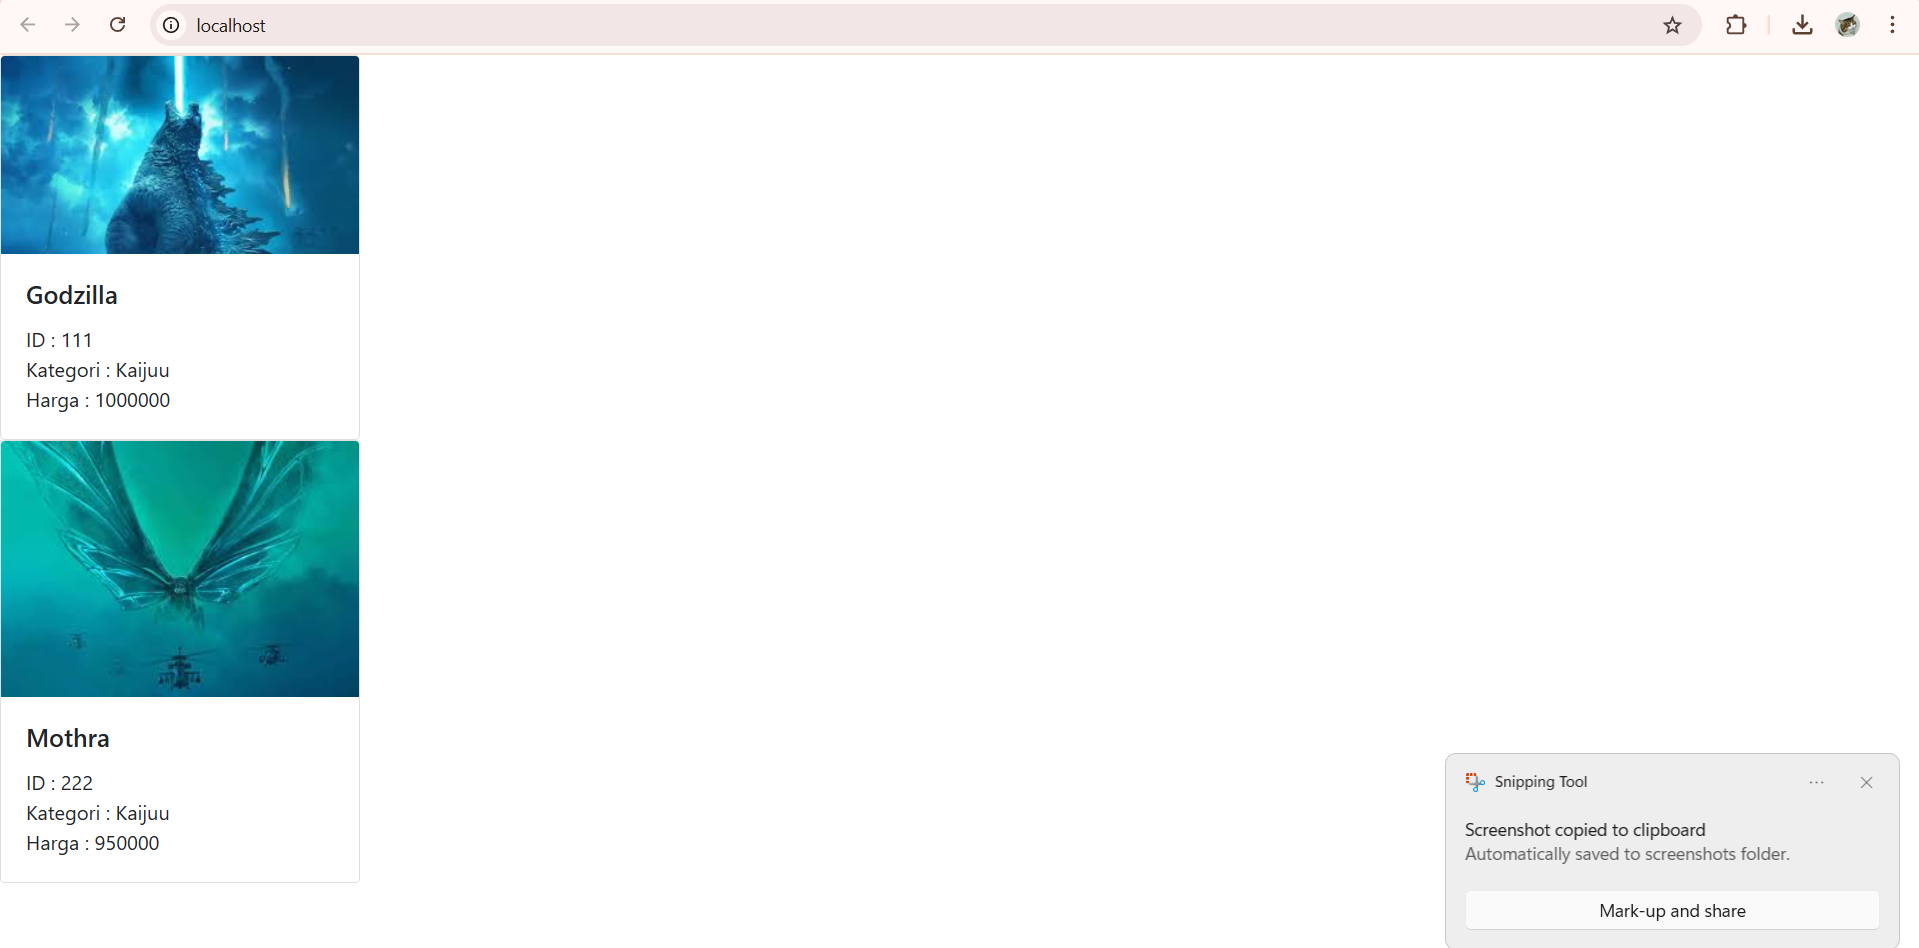 localhost
Godzilla
ID : 111
Kategori : Kaijuu
Harga : 1000000
Mothra
ID : 222
Kategori : Kaijuu
Harga : 950000
Snipping Tool
Screenshot copied to clipboard
Automatically saved to screenshots folder.
Mark-up and share